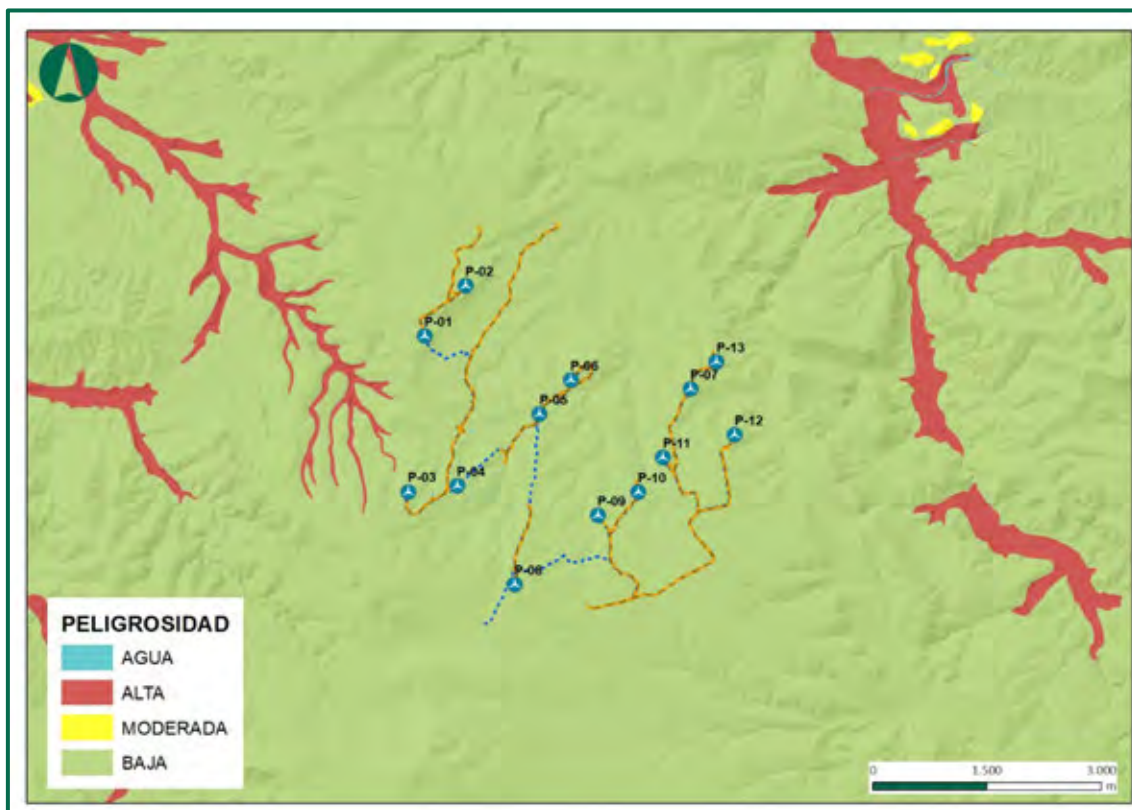 P-02
P-01
P-13
P-06
P-07
P-05
P-12
P-11
P-04
P-03
P-10
P-09
P-08
PELIGROSIDAD
AGUA
ALTA
MODERADA
BAJA
0 1.500 3.000
m